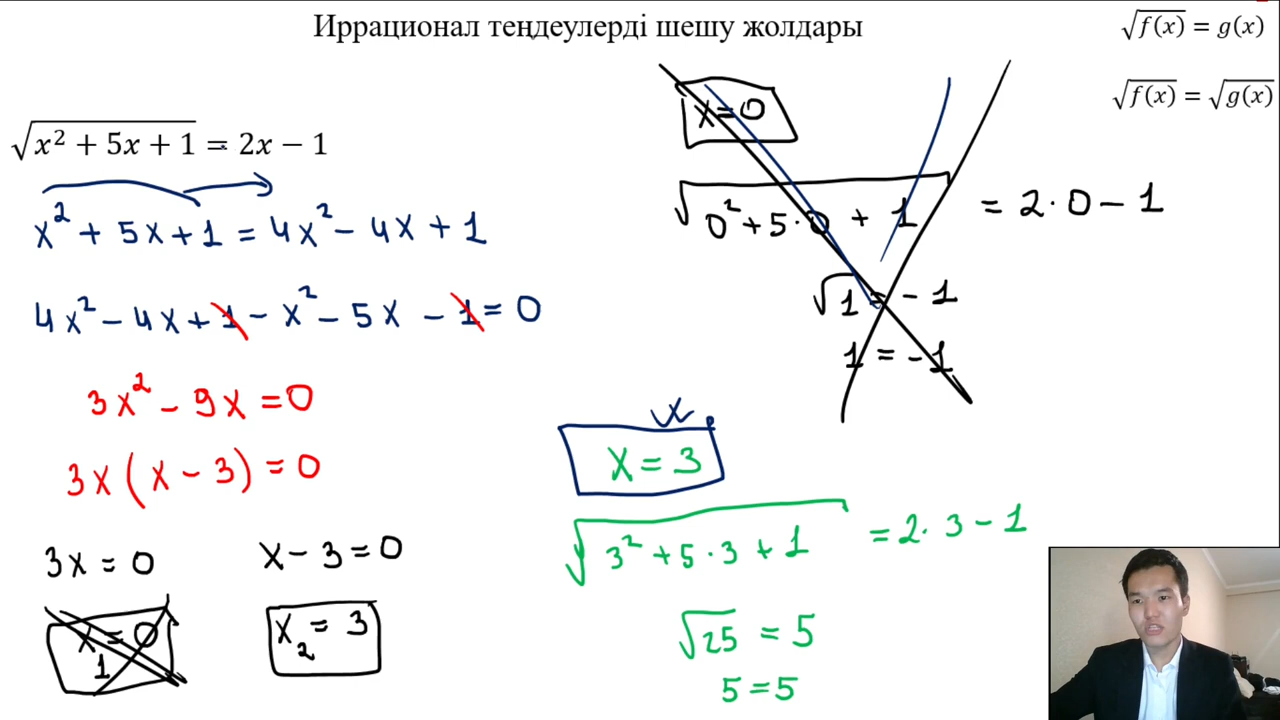 Иррационал теңдеулерді шешу жолдары
√f(x) = g(x)
√f(x) = √g(x)
√x² + 5x + 1 = 2x − 1
x² + 5x + 1 = 4x² − 4x + 1
4x² − 4x + 1 − x² − 5x − 1 = 0
3x² − 9x = 0
3x(x − 3) = 0
3x = 0
x − 3 = 0
x₁ = 0
x₂ = 3
x = 0
√0² + 5 · 0 + 1 = 2 · 0 − 1
√1 = −1
1 = −1
x = 3
√3² + 5 · 3 + 1 = 2 · 3 − 1
√25 = 5
5 = 5